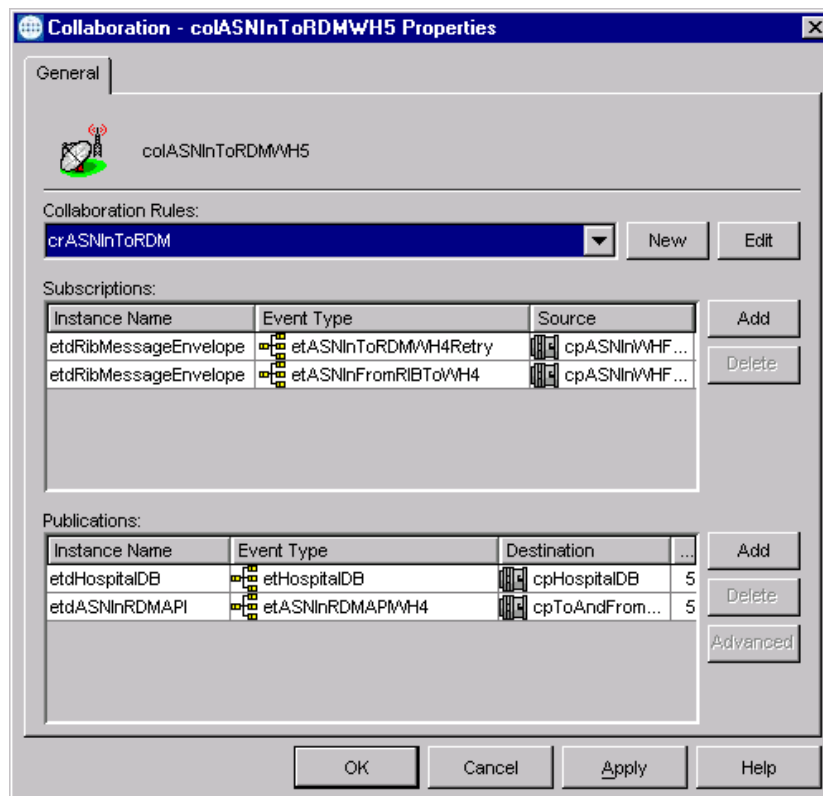 Collaboration - colASNInToRDMWH5 Properties
General
colASNInToRDMWH5
Collaboration Rules:
crASNInToRDM New Edit
Subscriptions:
Instance Name Event Type Source Add
etdRibMessageEnvelope etASNInToRDMWH4Retry cpASNInWHF...
etdRibMessageEnvelope etASNInFromRIBToWH4 cpASNInWHF... Delete
Publications:
Instance Name Event Type Destination ... Add
etdHospitalDB etHospitalDB cpHospitalDB 5
etdASNInRDMAPI etASNInRDMAPIWH4 cpToAndFrom... 5 Delete
Advanced
OK Cancel Apply Help